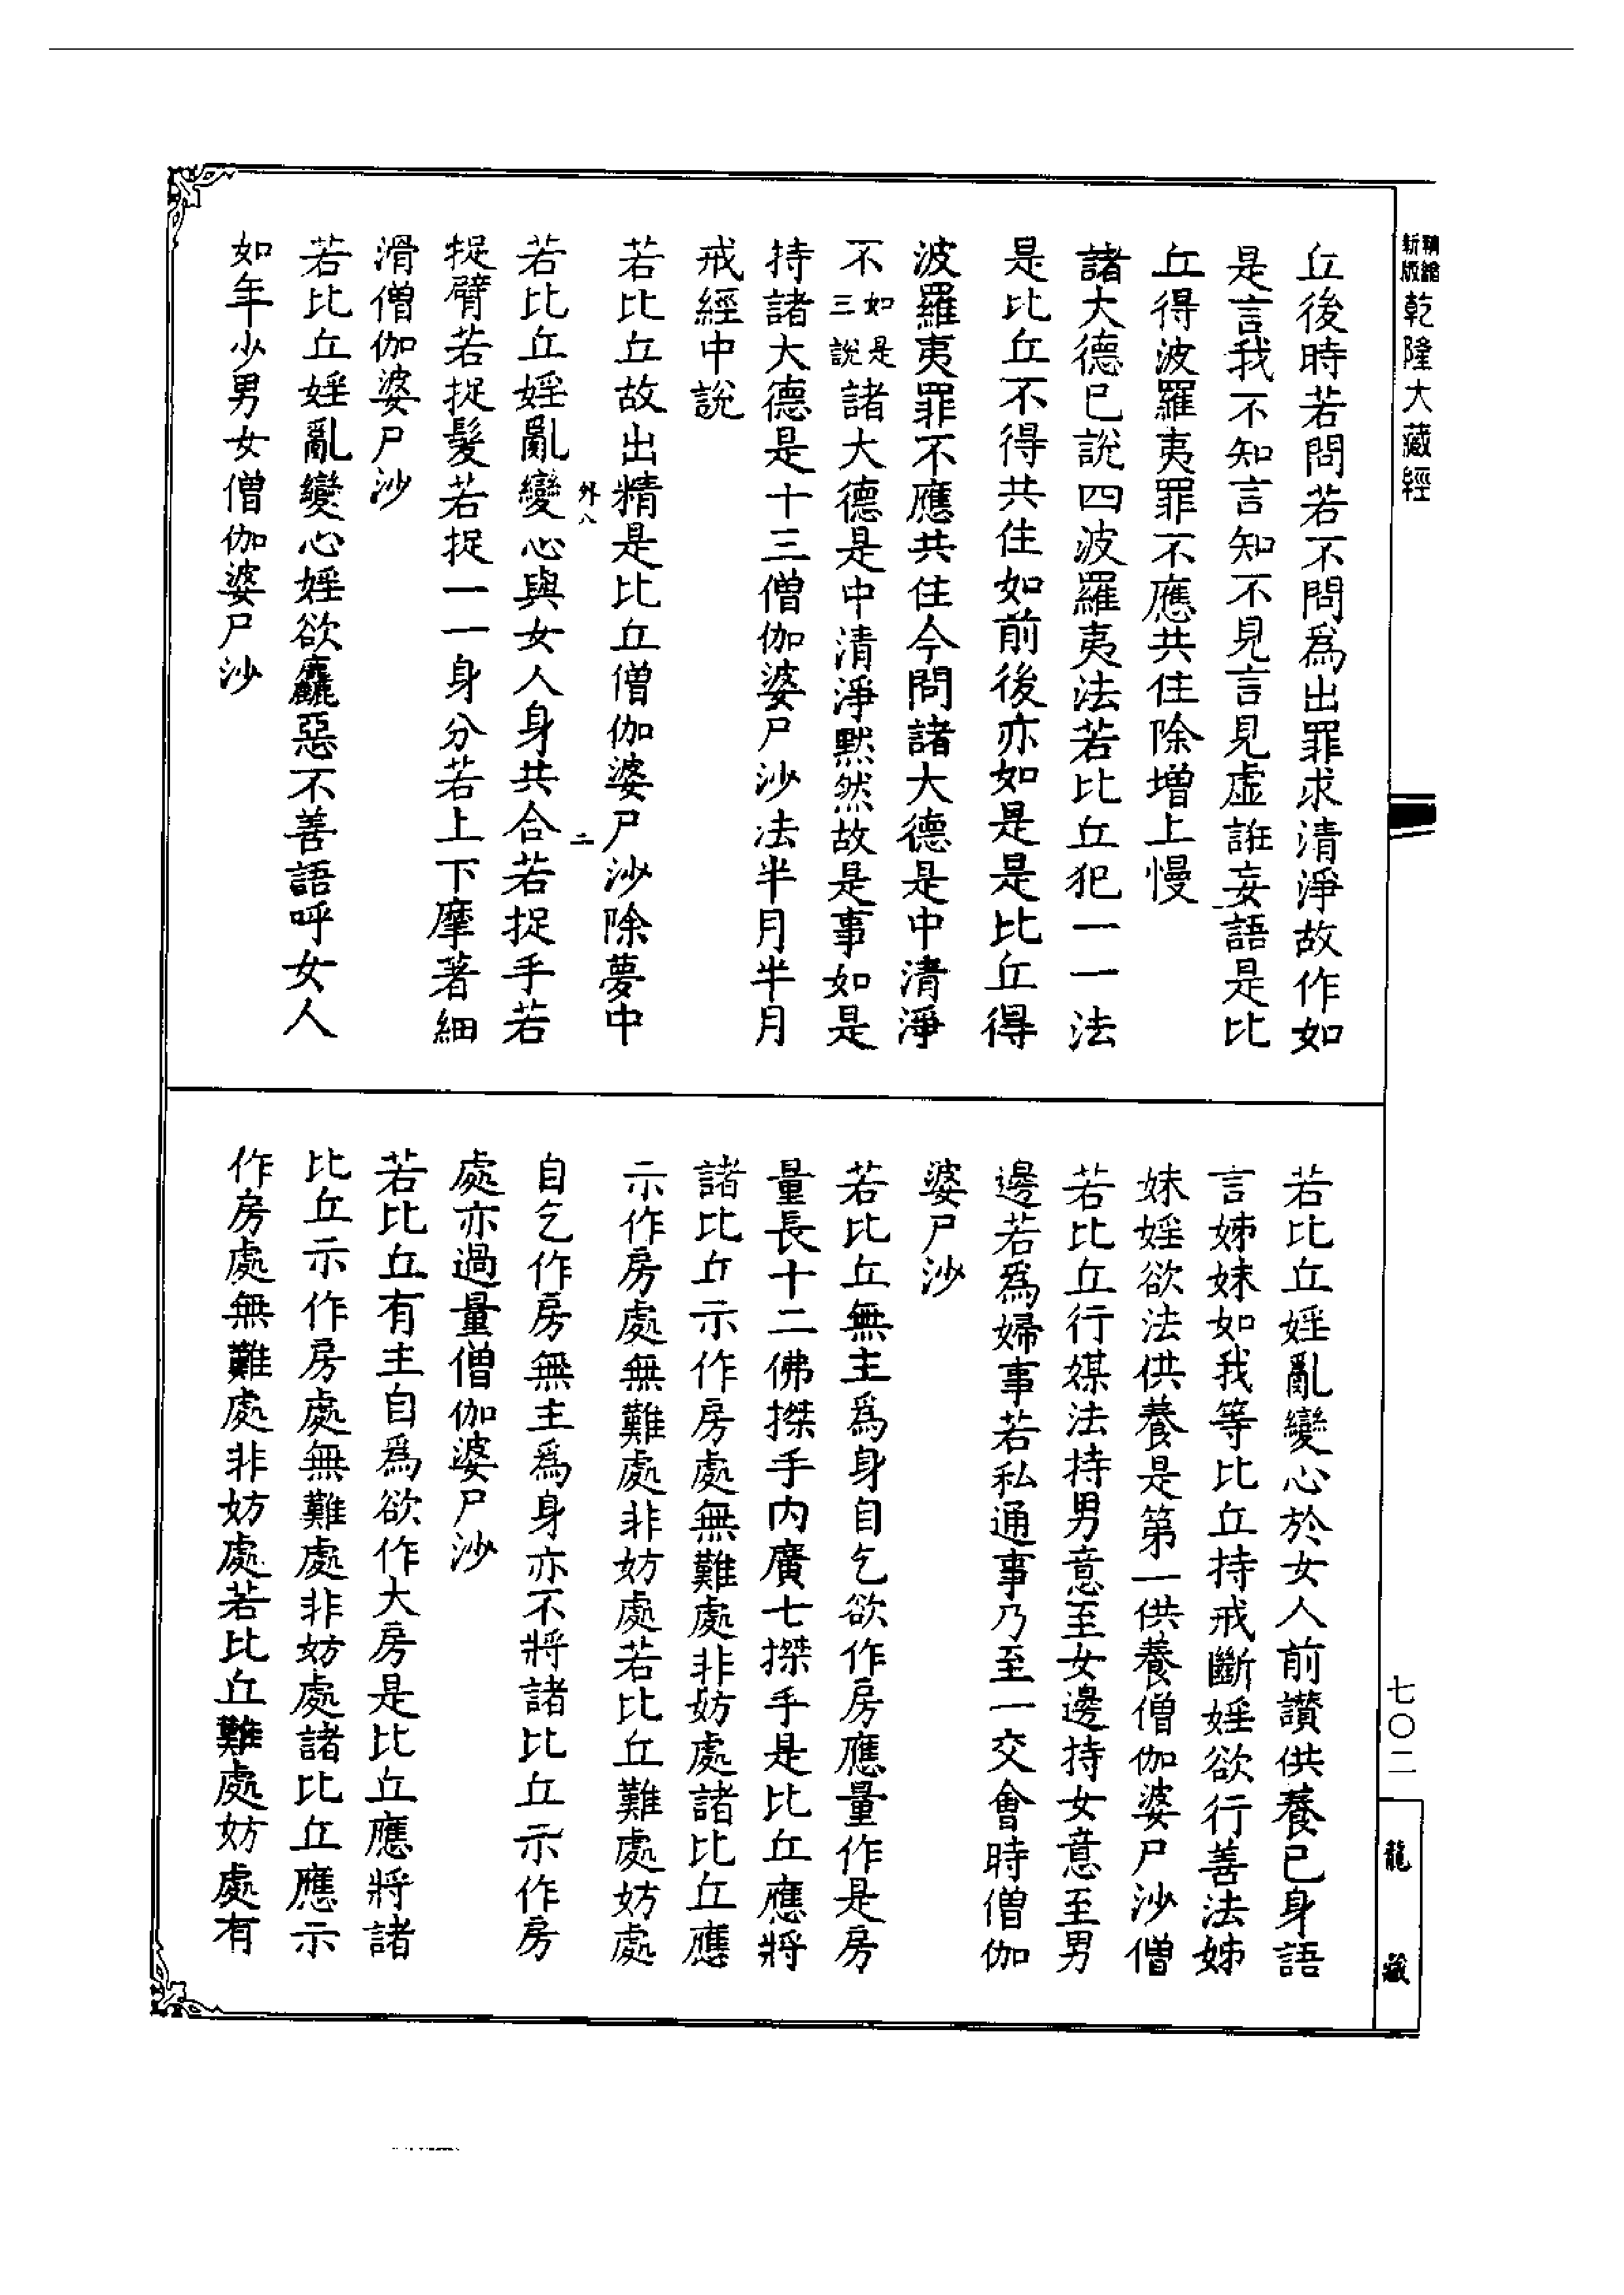 新版精縮乾隆大藏經
丘後時若問若不問爲出罪求清淨故作如
是言我不知言知不見言見虛誑妄語是比
丘得波羅夷罪不應共住除增上慢
諸大德已說四波羅夷法若比丘犯一一法
是比丘不得共住如前後亦如是是比丘得
波羅夷罪不應共住今問諸大德是中清淨
不如是三說諸大德是中清淨默然故是事如是
持諸大德是十三僧伽婆尸沙法半月半月
戒經中說
若比丘故出精是比丘僧伽婆尸沙除夢中
外八 二
若比丘婬亂變心與女人身共合若捉手若
捉臂若捉髮若捉一一身分若上下摩著細
滑僧伽婆尸沙
若比丘婬亂變心婬欲麤惡不善語呼女人
如年少男女僧伽婆尸沙
若比丘婬亂變心於女人前讚供養已身語
言姊妹如我等比丘持戒斷婬欲行善法姊
妹婬欲法供養是第一供養僧伽婆尸沙僧
若比丘行媒法持男意至女邊持女意至男
邊若爲婦事若私通事乃至一交會時僧伽
婆尸沙
若比丘無主爲身自乞欲作房應量作是房
量長十二佛搩手內廣七搩手是比丘應將
諸比丘示作房處無難處非妨處諸比丘應
示作房處無難處非妨處若比丘難處妨處
自乞作房無主爲身亦不將諸比丘示作房
處亦過量僧伽婆尸沙
若比丘有主自爲欲作大房是比丘應將諸
比丘示作房處無難處非妨處諸比丘應示
作房處無難處非妨處若比丘難處妨處有
七〇二
龍藏